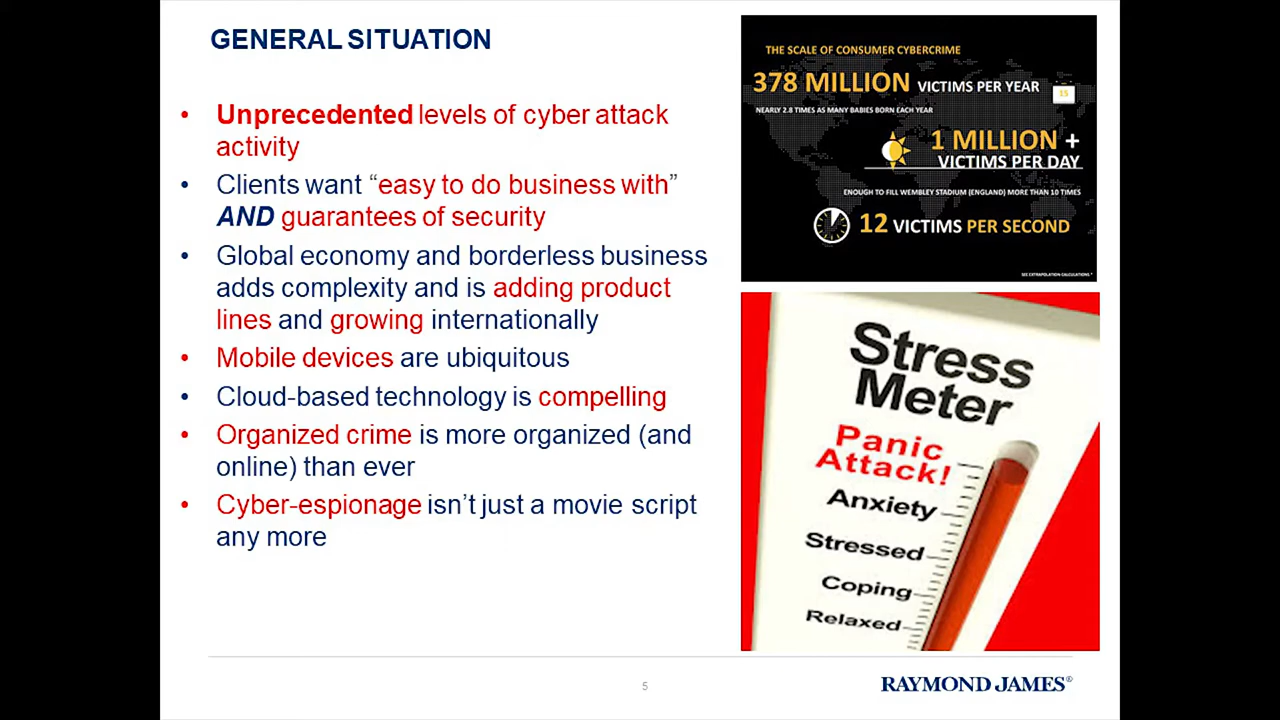 GENERAL SITUATION
Unprecedented levels of cyber attack
activity
Clients want “easy to do business with”
AND guarantees of security
Global economy and borderless business
adds complexity and is adding product
lines and growing internationally
Mobile devices are ubiquitous
Cloud-based technology is compelling
Organized crime is more organized (and
online) than ever
Cyber-espionage isn’t just a movie script
any more
THE SCALE OF CONSUMER CYBERCRIME
378 MILLION VICTIMS PER YEAR
15
NEARLY 2.8 TIMES AS MANY BABIES BORN EACH YEAR
1 MILLION +
VICTIMS PER DAY
ENOUGH TO FILL WEMBLEY STADIUM (ENGLAND) MORE THAN 10 TIMES
12 VICTIMS PER SECOND
SEE EXTRAPOLATION CALCULATIONS *
Stress
Meter
Panic
Attack!
Anxiety
Stressed
Coping
Relaxed
5
RAYMOND JAMES®